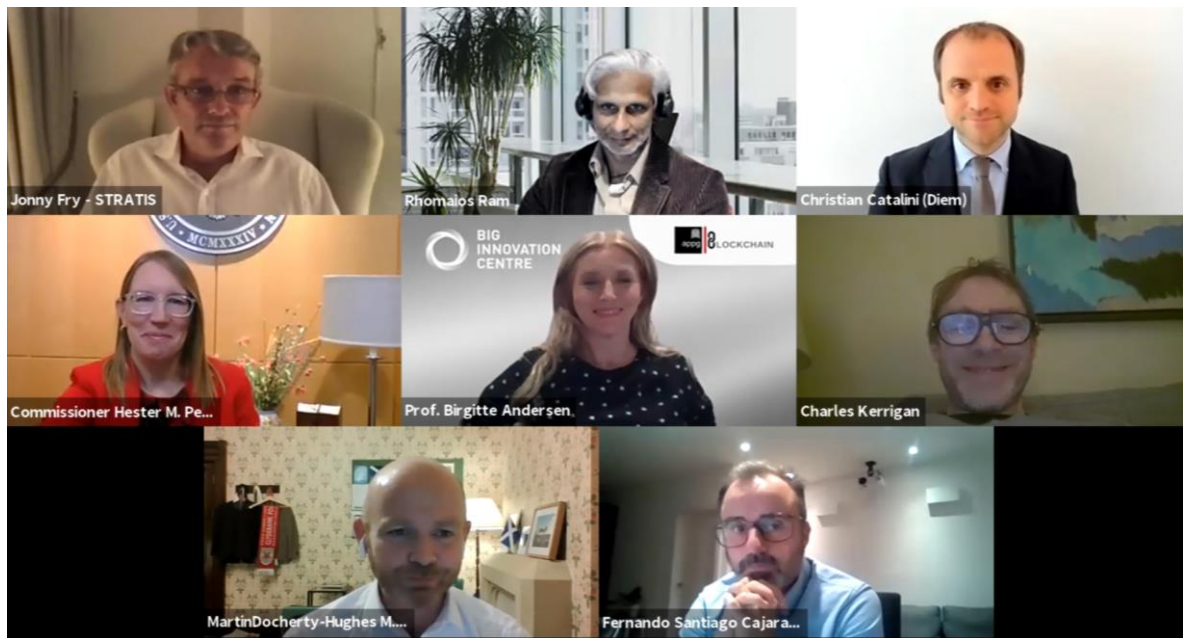 Jonny Fry - STRATIS
Rhomaios Ram
Christian Catalini (Diem)
MCMXXXIV
Commissioner Hester M. Pe...
BIG
INNOVATION
CENTRE
appg
BLOCKCHAIN
Prof. Birgitte Andersen
Charles Kerrigan
MartinDocherty-Hughes M....
Fernando Santiago Cajara...